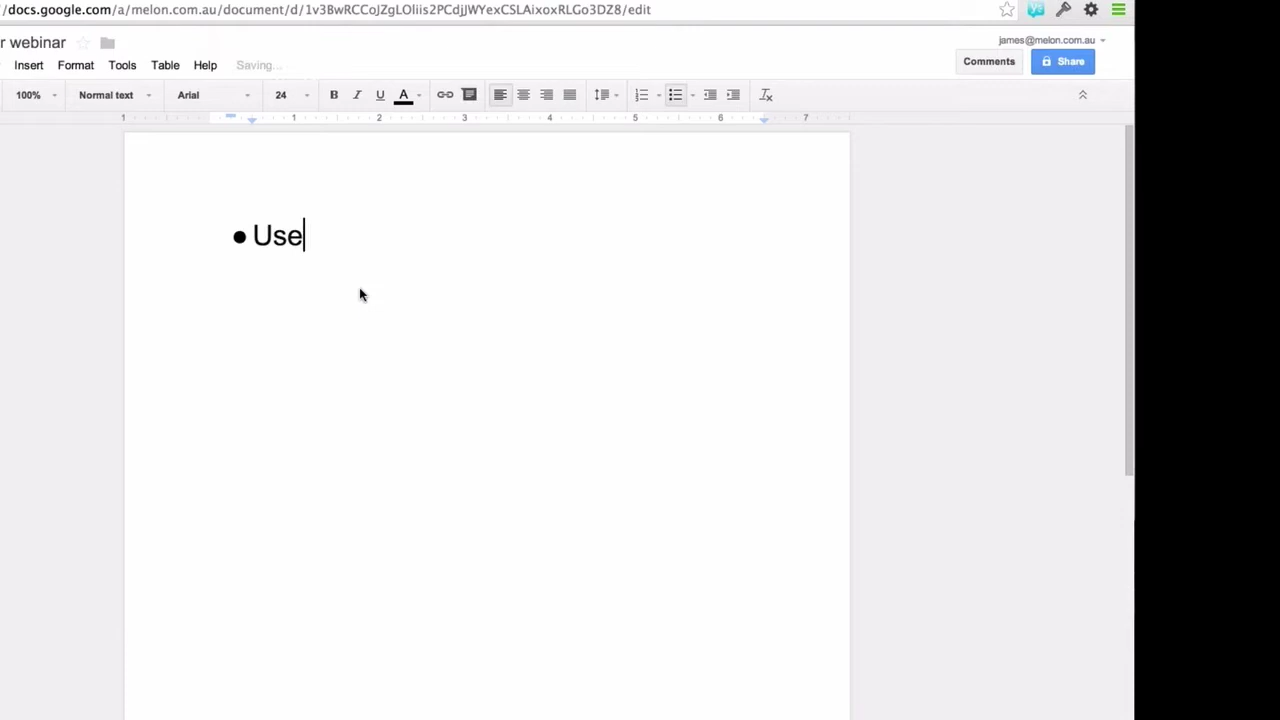 /docs.google.com/a/melon.com.au/document/d/1v3BwRCCoJZgLOliis2PCdjJWYexCSLAixoxRLGo3DZ8/edit
r webinar
james@melon.com.au
Insert Format Tools Table Help Saving...
Comments Share
100% Normal text Arial 24 B I U A
1 1 2 3 4 5 6 7
● Use